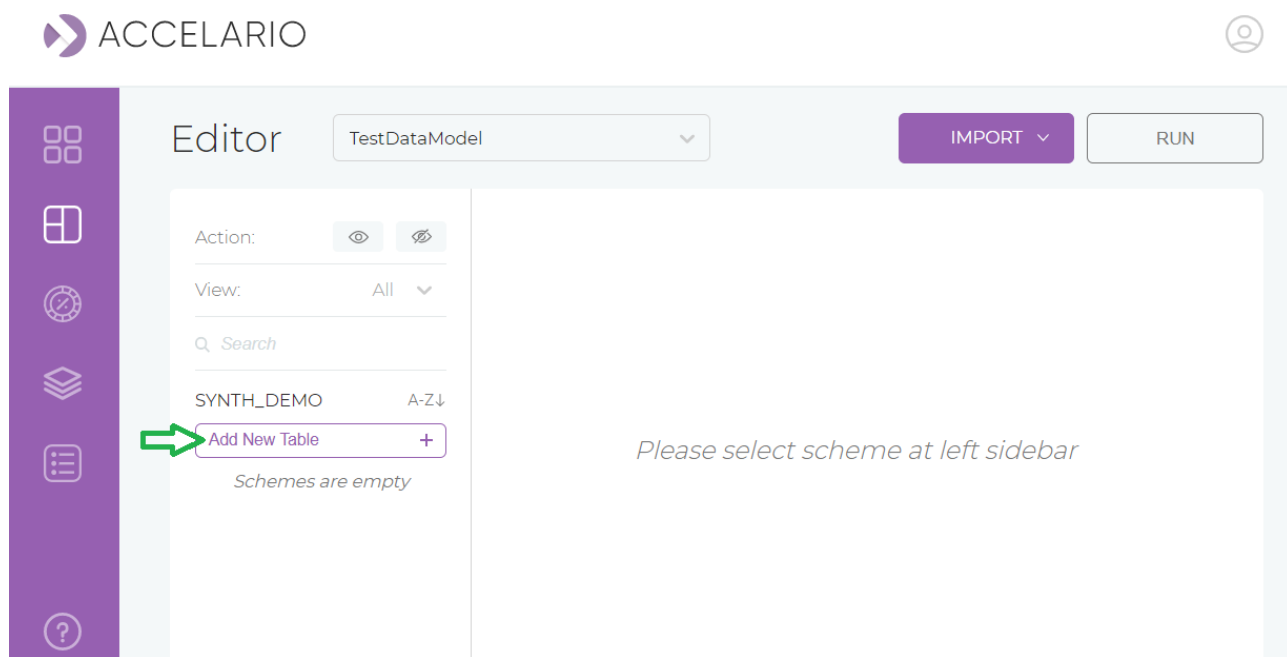 ACCELARIO
Editor
TestDataModel
IMPORT
RUN
Action:
View:
All
Search
SYNTH_DEMO
A-Z↓
Add New Table +
Schemes are empty
Please select scheme at left sidebar
?